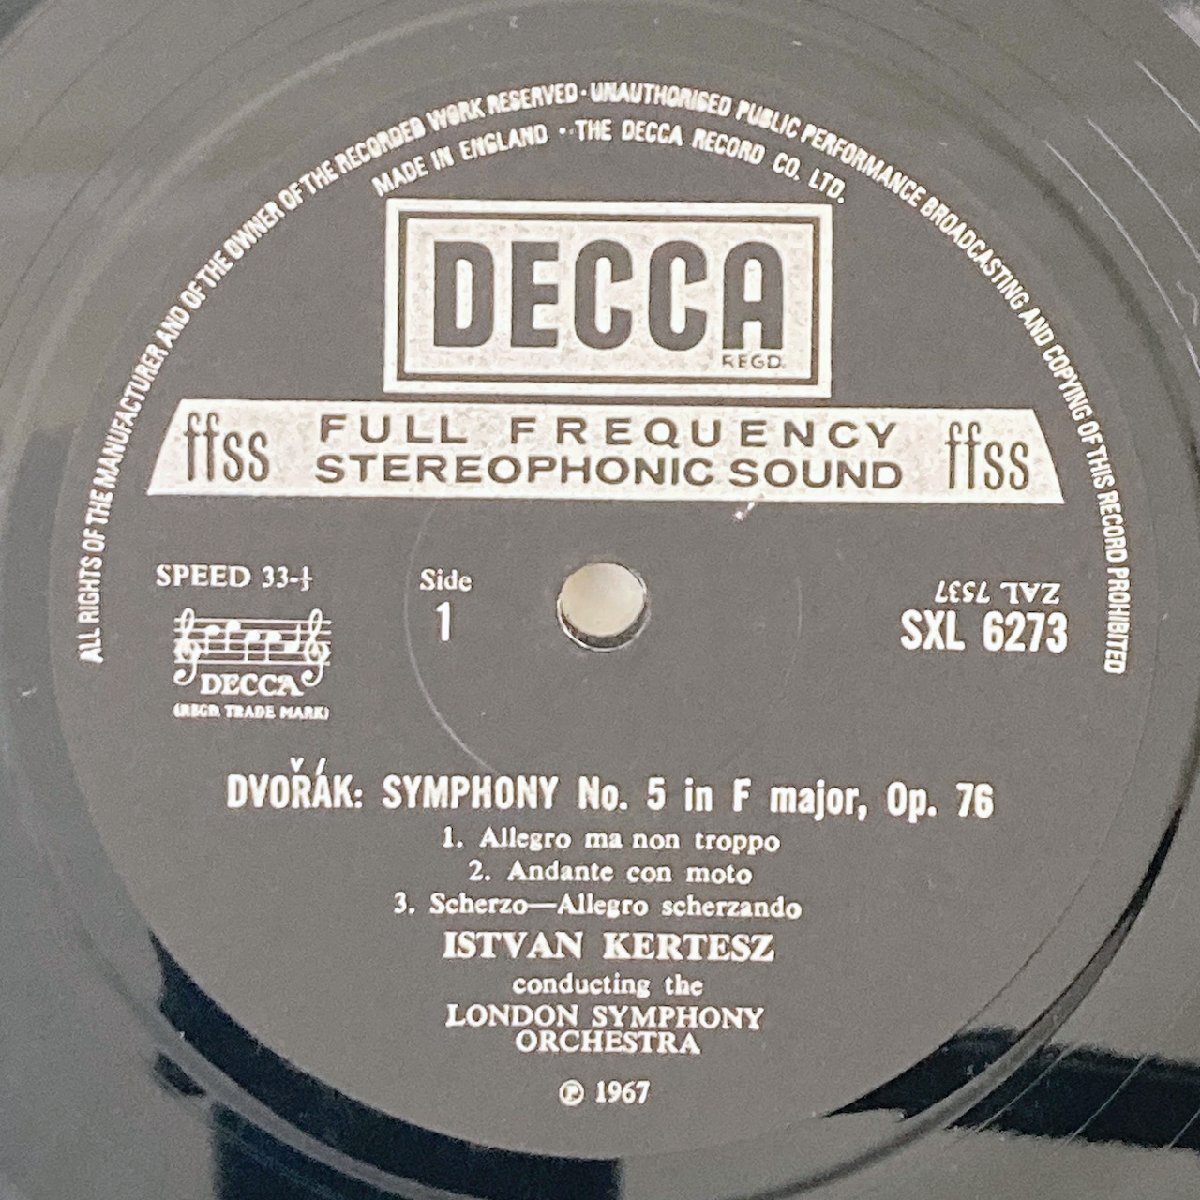 ALL RIGHTS OF THE MANUFACTURER AND OF THE OWNER OF THE RECORDED WORK RESERVED · UNAUTHORISED PUBLIC PERFORMANCE BROADCASTING AND COPYING OF THIS RECORD PROHIBITED
MADE IN ENGLAND · · THE DECCA RECORD CO. LTD.
DECCA
REGD.
ffss FULL FREQUENCY STEREOPHONIC SOUND ffss
SPEED 33-⅓
Side
1
ZAL 7537
SXL 6273
DECCA
(REGD. TRADE MARK)
DVOŘÁK: SYMPHONY No. 5 in F major, Op. 76
1. Allegro ma non troppo
2. Andante con moto
3. Scherzo—Allegro scherzando
ISTVAN KERTESZ
conducting the
LONDON SYMPHONY
ORCHESTRA
℗ 1967